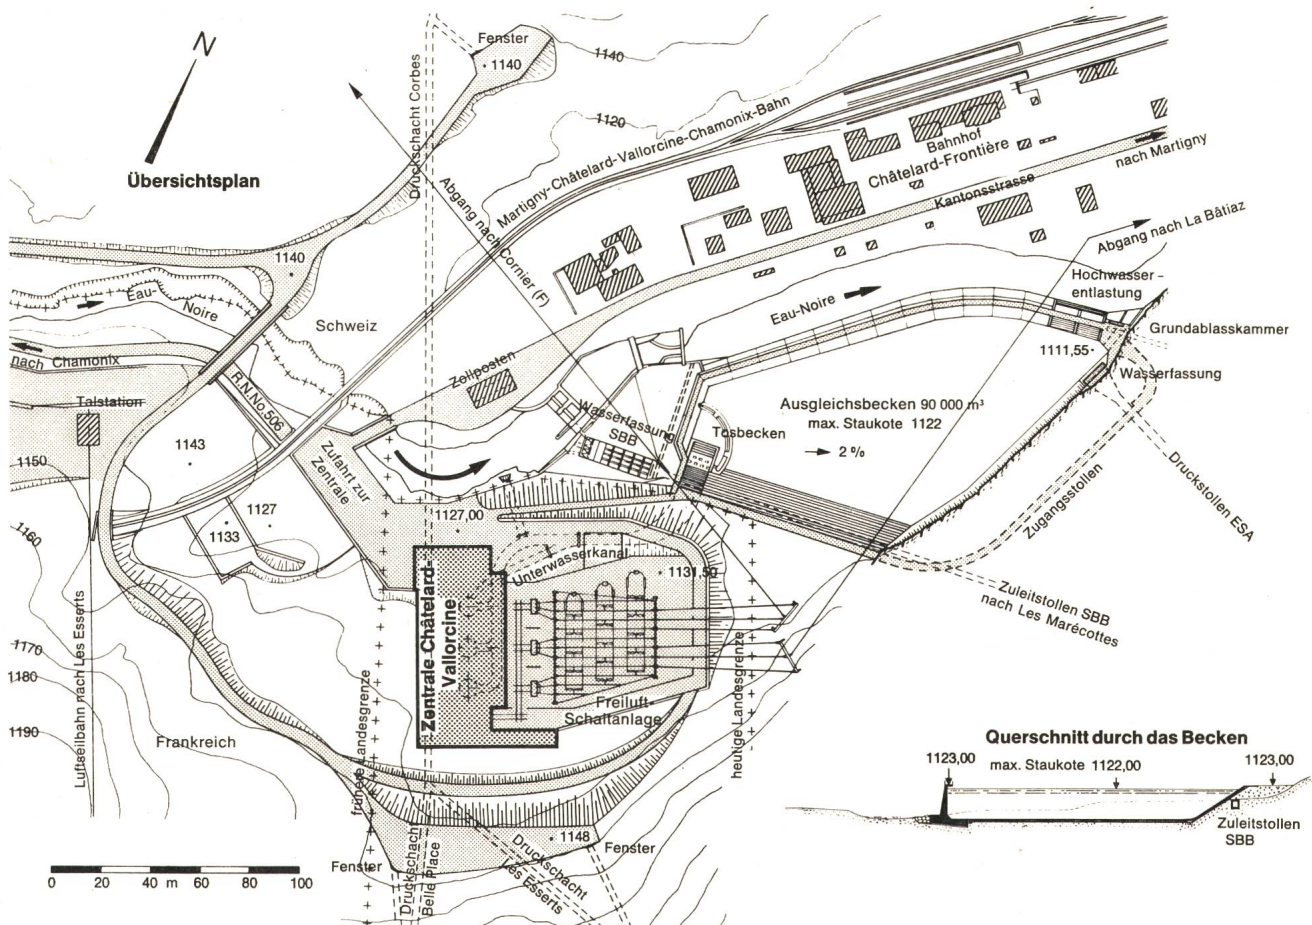 N
Übersichtsplan
Fenster
1140
1140
1120
Druckschacht Corbes
Abgang nach Cornier (F)
Martigny-Châtelard-Vallorcine-Chamonix-Bahn
Bahnhof
Châtelard-Frontière
Kantonsstrasse
nach Martigny
Abgang nach La Bâtiaz
Hochwasser-
entlastung
Grundablasskammer
1111,55
Wasserfassung
1140
Eau-
Noire
Schweiz
Eau-Noire
nach Chamonix
Talstation
R.N.No.506
Zollposten
Wasserfassung
SBB
Tosbecken
Ausgleichsbecken 90 000 m³
max. Staukote 1122
2 %
Druckstollen ESA
Zugangsstollen
1150
1143
Zufahrt zur
Zentrale
1127,00
1127
1133
1160
Unterwasserkanal
1131,50
Zuleitstollen SBB
nach Les Marécottes
Zentrale Châtelard-
Vallorcine
1170
1180
1190
Luftseilbahn nach Les Esserts
Frankreich
frühere Landesgrenze
Freiluft-
Schaltanlage
heutige Landesgrenze
1148
Fenster
Fenster
Druckschacht
Belle Place
Druckschacht
Les Esserts
0 20 40 m 60 80 100
Querschnitt durch das Becken
1123,00
max. Staukote 1122,00
1123,00
Zuleitstollen
SBB